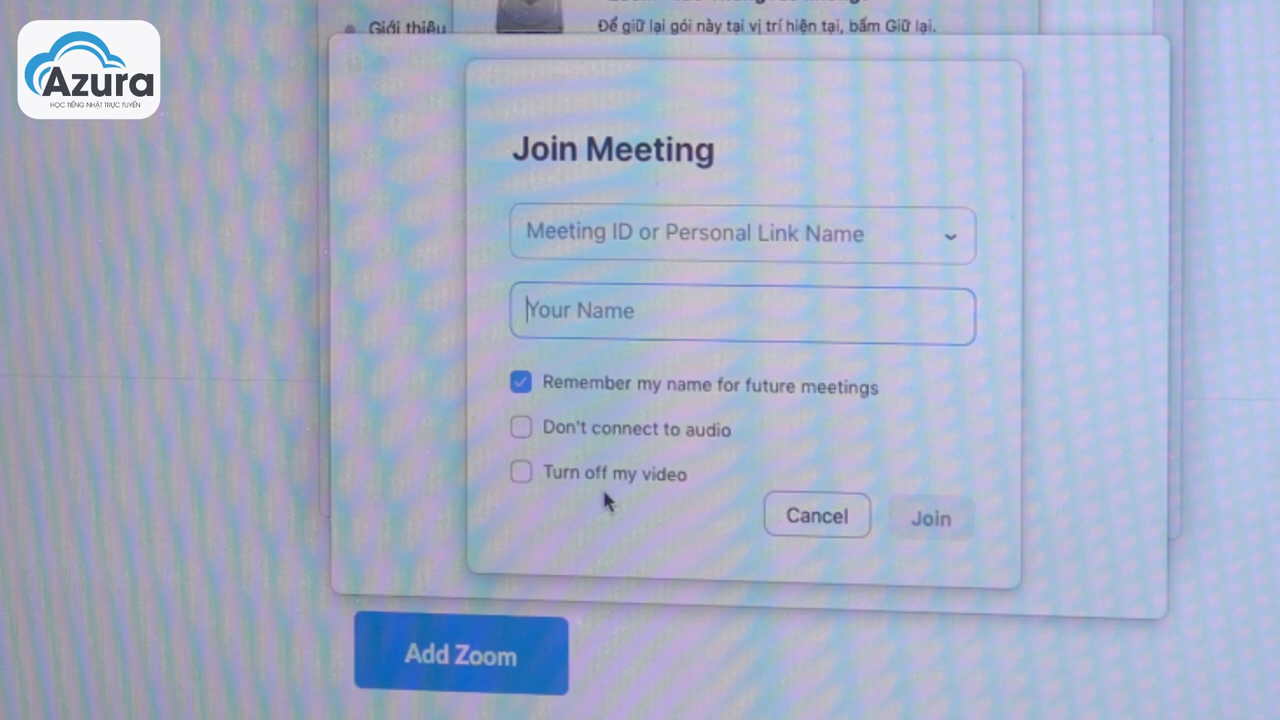 Giới thiệu
Để giữ lại gói này tại vị trí hiện tại, bấm Giữ lại.
Azura
HỌC TIẾNG NHẬT TRỰC TUYẾN
Join Meeting
Meeting ID or Personal Link Name
Your Name
Remember my name for future meetings
Don't connect to audio
Turn off my video
Cancel
Join
Add Zoom